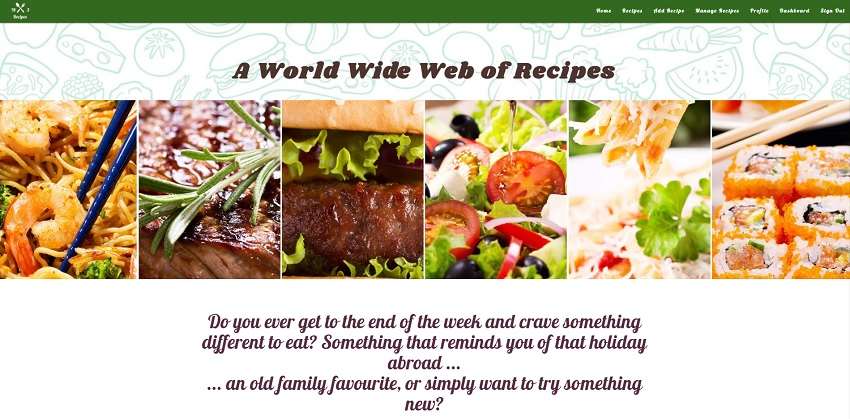 Recipes
Home Recipes Add Recipe Manage Recipes Profile Dashboard Sign Out
A World Wide Web of Recipes
Do you ever get to the end of the week and crave something
different to eat? Something that reminds you of that holiday
abroad ...
... an old family favourite, or simply want to try something
new?